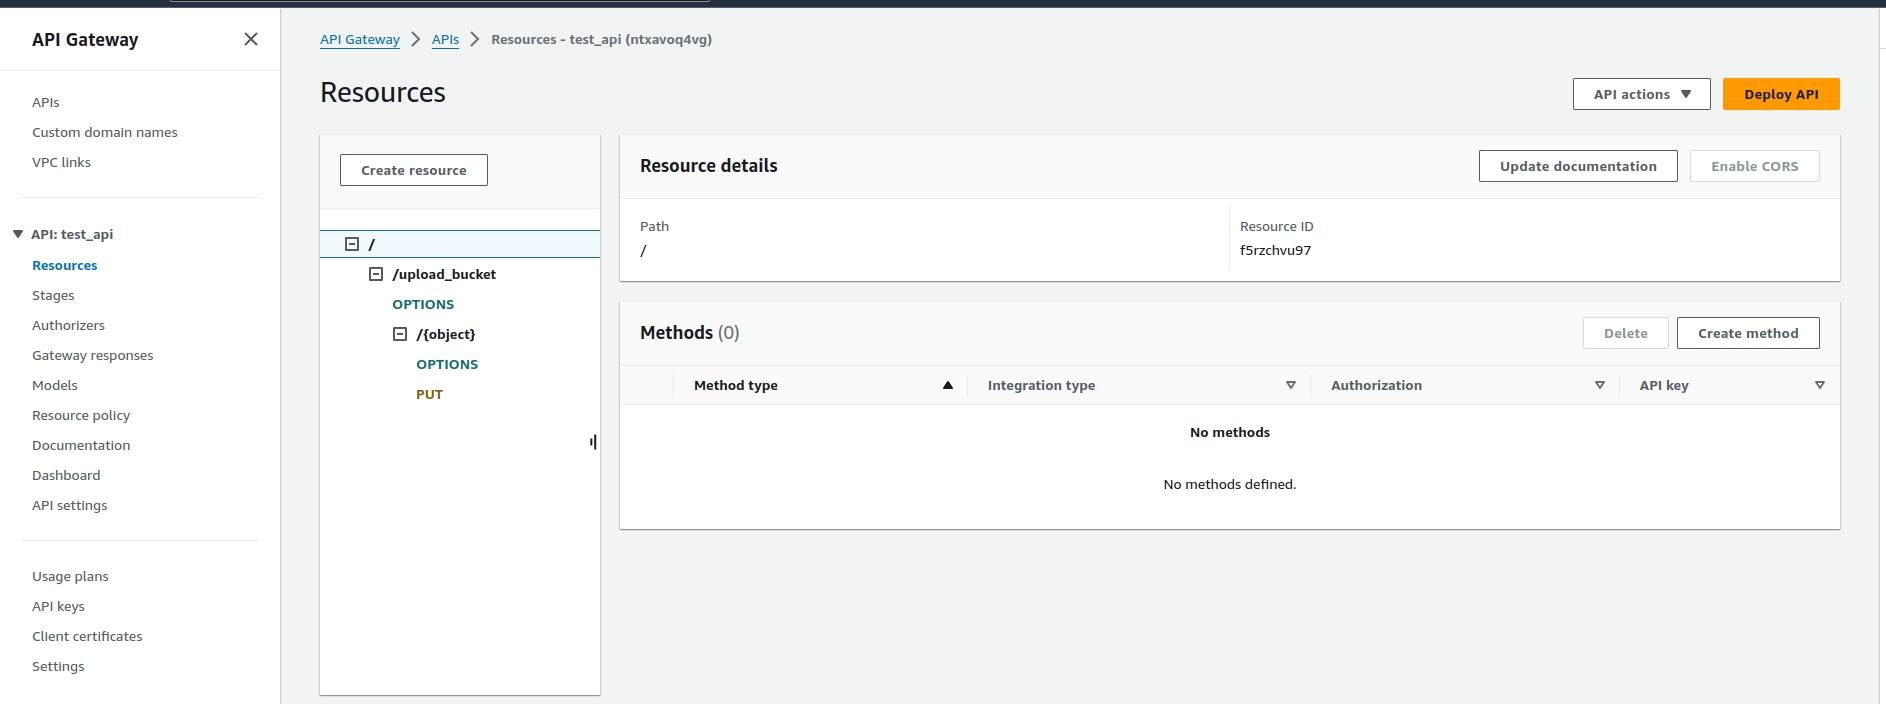 API Gateway
APIs
Custom domain names
VPC links
API: test_api
Resources
Stages
Authorizers
Gateway responses
Models
Resource policy
Documentation
Dashboard
API settings
Usage plans
API keys
Client certificates
Settings
API Gateway > APIs > Resources - test_api (ntxavoq4vg)
Resources
API actions
Deploy API
Create resource
/
/upload_bucket
OPTIONS
/{object}
OPTIONS
PUT
Resource details
Update documentation
Enable CORS
Path
/
Resource ID
f5rzchvu97
Methods (0)
Delete
Create method
Method type Integration type Authorization API key
No methods
No methods defined.